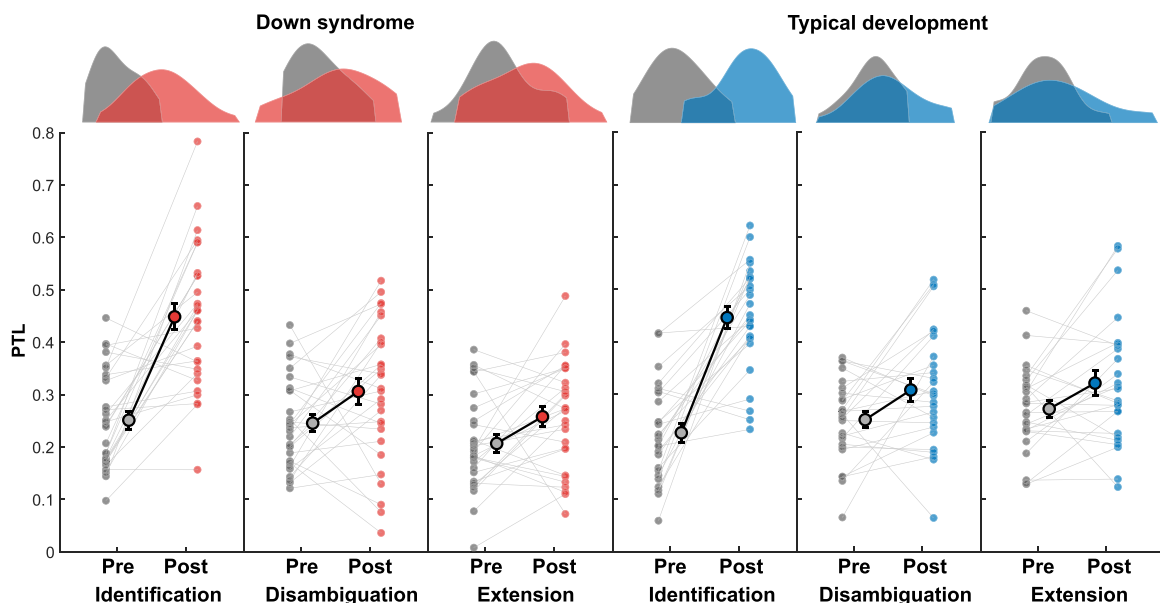 Down syndrome
Typical development
PTL
0.8
0.7
0.6
0.5
0.4
0.3
0.2
0.1
0
Pre Post Pre Post Pre Post Pre Post Pre Post Pre Post
Identification Disambiguation Extension Identification Disambiguation Extension